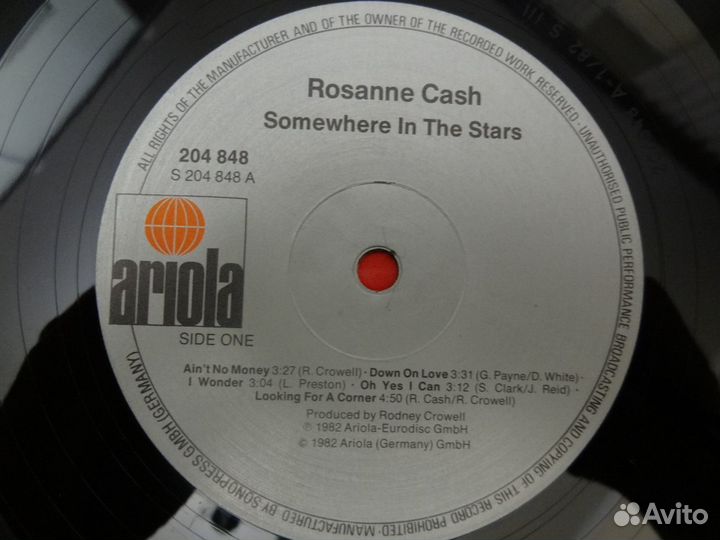 ALL RIGHTS OF THE MANUFACTURER AND OF THE OWNER OF THE RECORDED WORK RESERVED · UNAUTHORISED PUBLIC PERFORMANCE BROADCASTING AND COPYING OF THIS RECORD PROHIBITED · MANUFACTURED BY SONOPRESS GMBH (GERMANY)
Rosanne Cash
Somewhere In The Stars
204 848
S 204 848 A
ariola
SIDE ONE
Ain't No Money 3:27 (R. Crowell) · Down On Love 3:31 (G. Payne/D. White) ·
I Wonder 3:04 (L. Preston) · Oh Yes I Can 3:12 (S. Clark/J. Reid) ·
Looking For A Corner 4:50 (R. Cash/R. Crowell)
Produced by Rodney Crowell
℗ 1982 Ariola-Eurodisc GmbH
© 1982 Ariola (Germany) GmbH
Avito